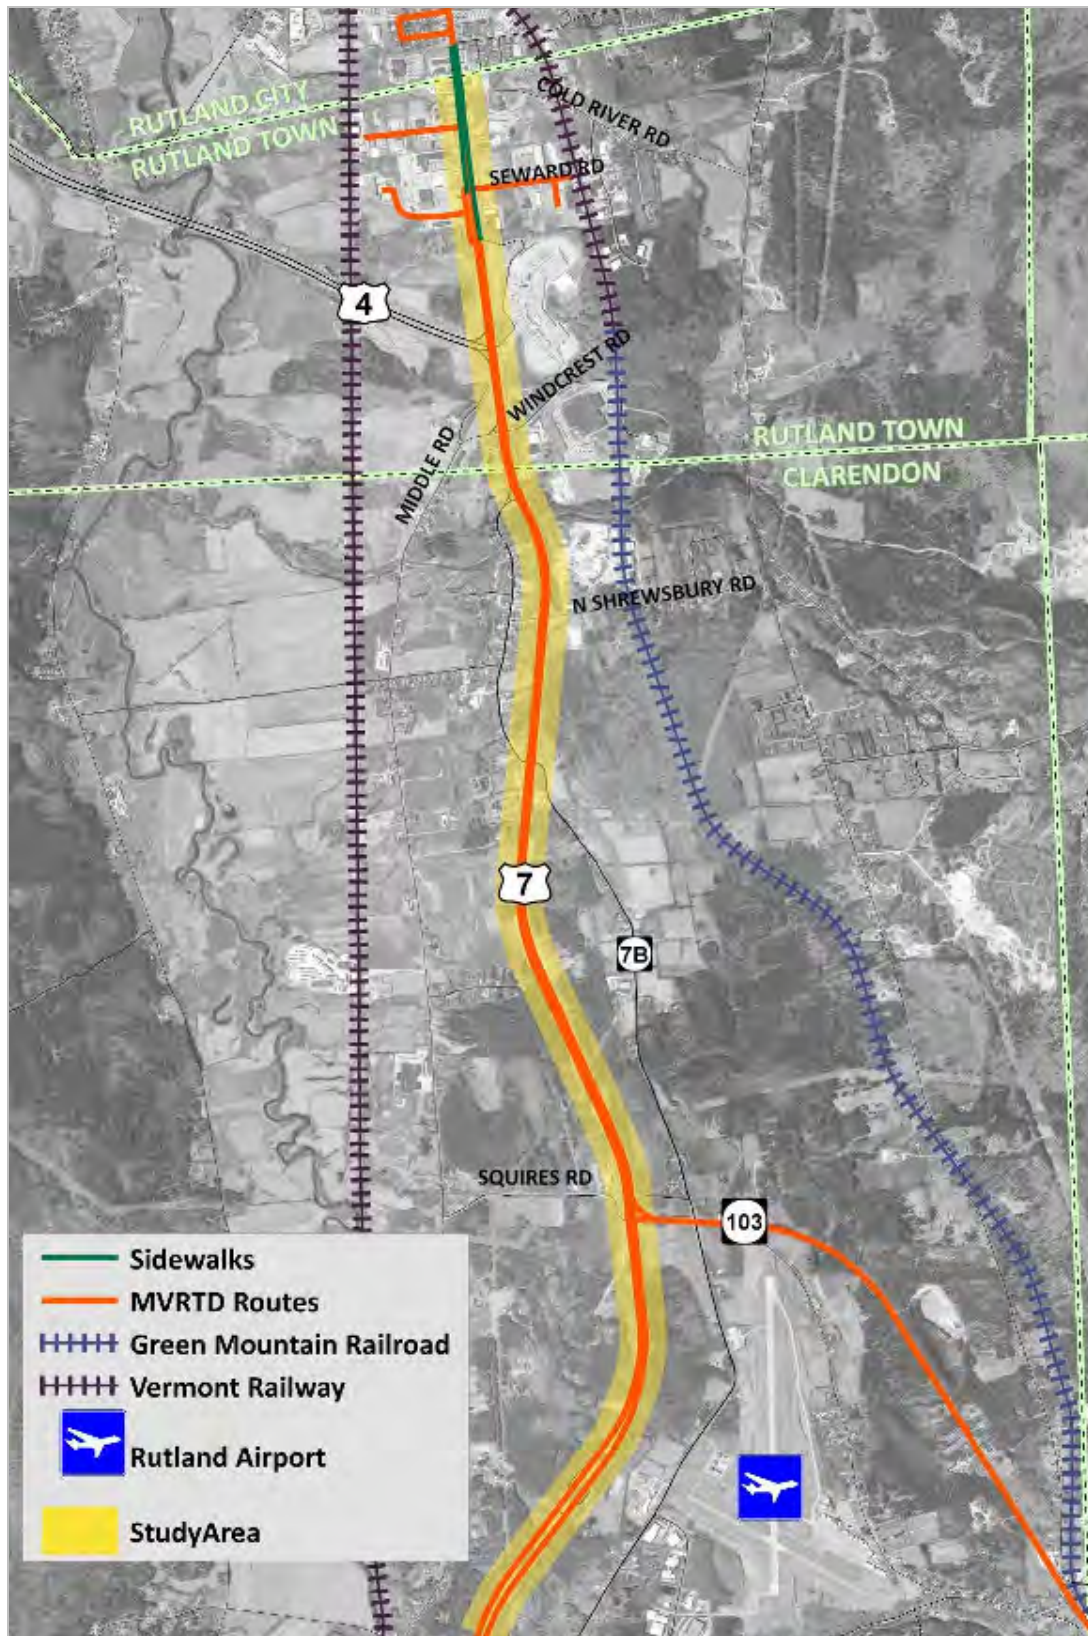 RUTLAND CITY
RUTLAND TOWN
COLD RIVER RD
SEWARD RD
4
WINDCREST RD
MIDDLE RD
RUTLAND TOWN
CLARENDON
N SHREWSBURY RD
7
7B
SQUIRES RD
103
Sidewalks
MVRTD Routes
Green Mountain Railroad
Vermont Railway
Rutland Airport
StudyArea